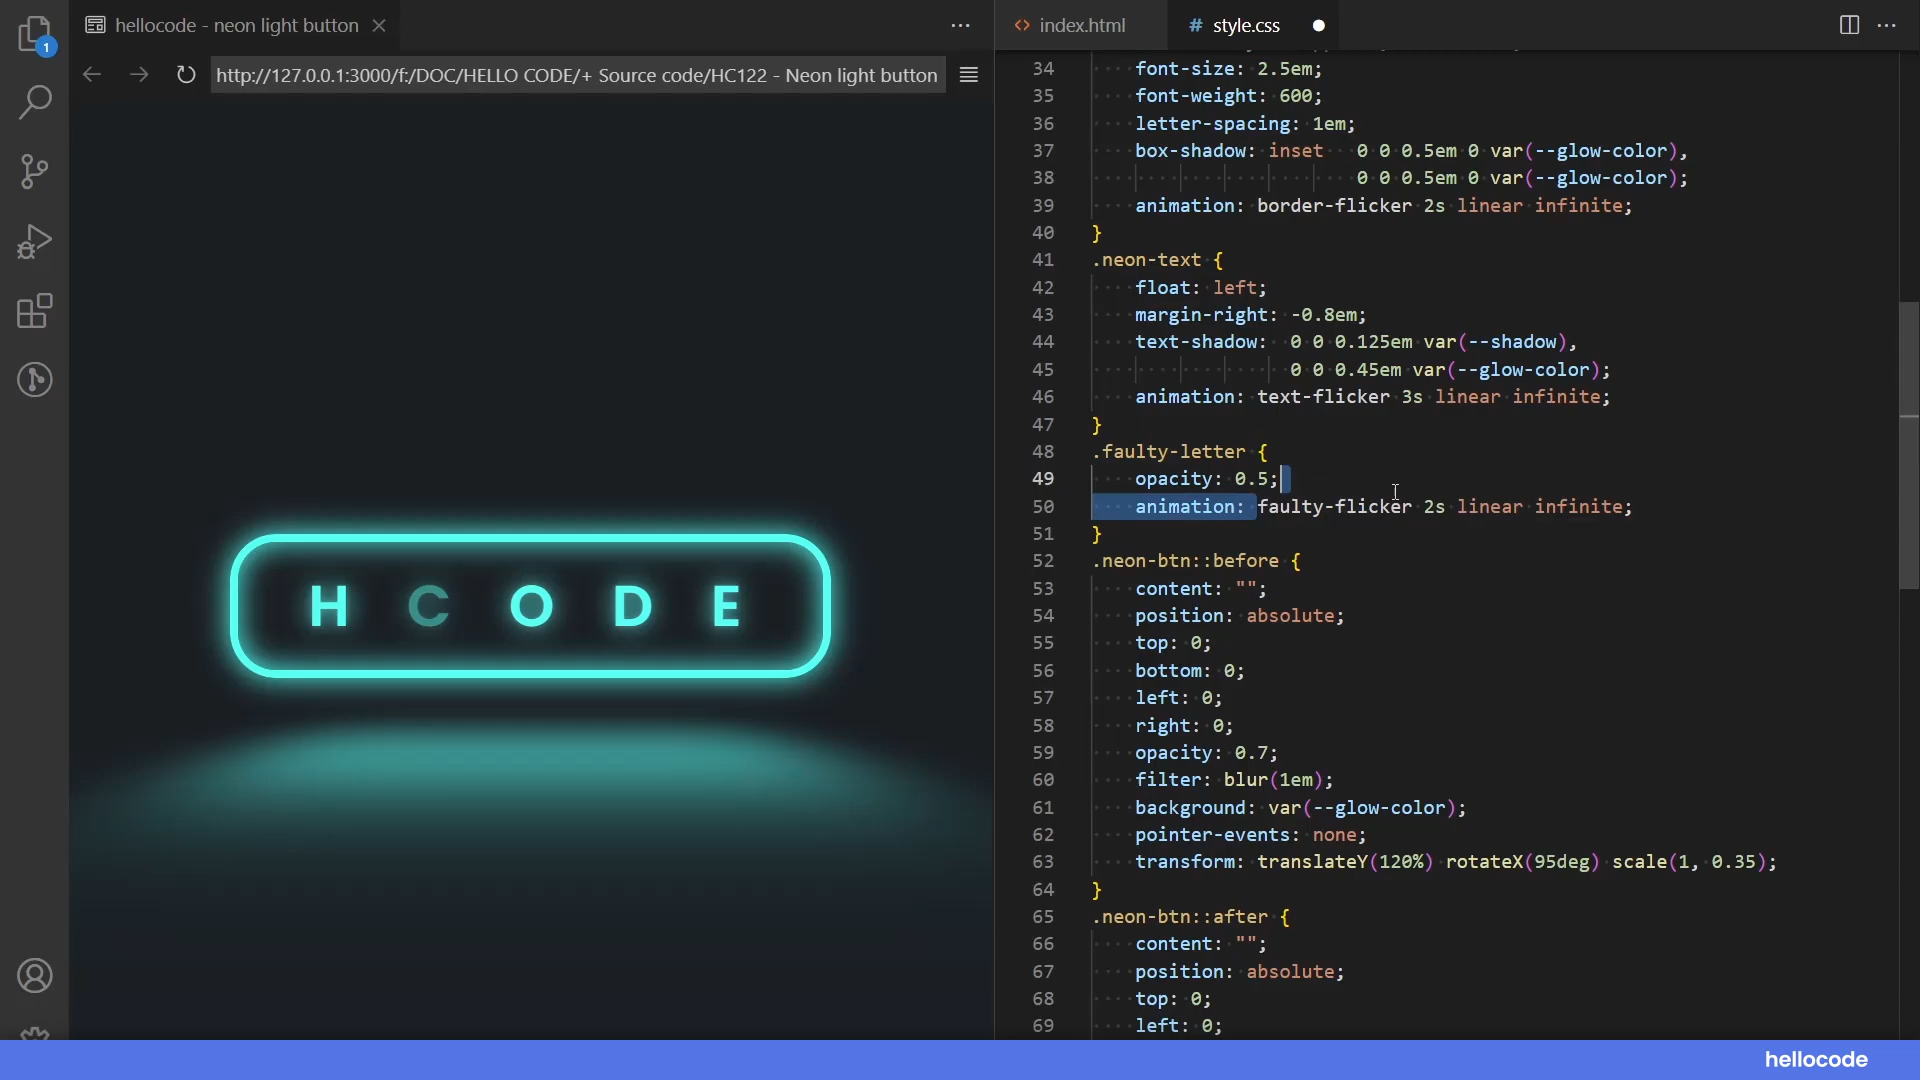 1
hellocode - neon light button
http://127.0.0.1:3000/f:/DOC/HELLO CODE/+ Source code/HC122 - Neon light button
H C O D E
index.html
# style.css
34 font-size: 2.5em;
35 font-weight: 600;
36 letter-spacing: 1em;
37 box-shadow: inset 0 0 0.5em 0 var(--glow-color),
38 0 0 0.5em 0 var(--glow-color);
39 animation: border-flicker 2s linear infinite;
40 }
41 .neon-text {
42 float: left;
43 margin-right: -0.8em;
44 text-shadow: 0 0 0.125em var(--shadow),
45 0 0 0.45em var(--glow-color);
46 animation: text-flicker 3s linear infinite;
47 }
48 .faulty-letter {
49 opacity: 0.5;
50 animation: faulty-flicker 2s linear infinite;
51 }
52 .neon-btn::before {
53 content: "";
54 position: absolute;
55 top: 0;
56 bottom: 0;
57 left: 0;
58 right: 0;
59 opacity: 0.7;
60 filter: blur(1em);
61 background: var(--glow-color);
62 pointer-events: none;
63 transform: translateY(120%) rotateX(95deg) scale(1, 0.35);
64 }
65 .neon-btn::after {
66 content: "";
67 position: absolute;
68 top: 0;
69 left: 0;
hellocode